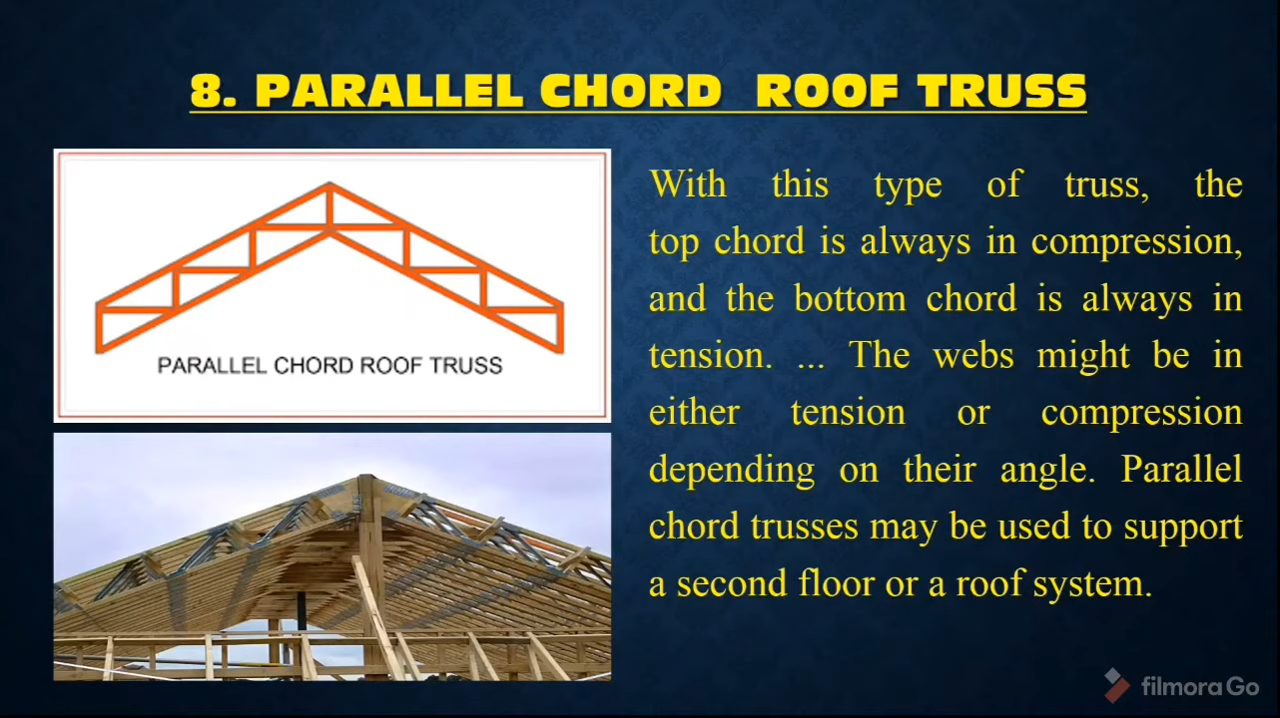 8. PARALLEL CHORD ROOF TRUSS
PARALLEL CHORD ROOF TRUSS
With this type of truss, the
top chord is always in compression,
and the bottom chord is always in
tension. ... The webs might be in
either tension or compression
depending on their angle. Parallel
chord trusses may be used to support
a second floor or a roof system.
filmoraGo